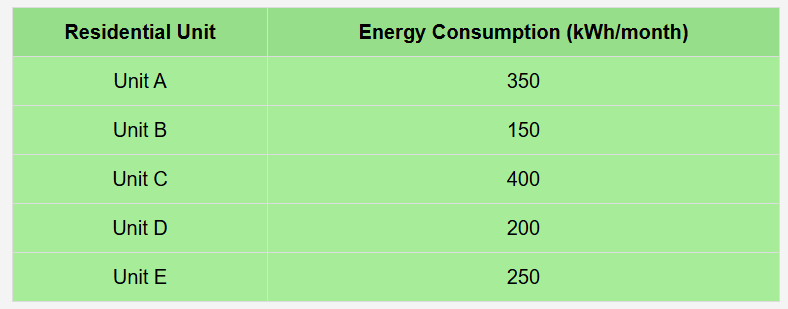 Residential Unit Energy Consumption (kWh/month)
Unit A 350
Unit B 150
Unit C 400
Unit D 200
Unit E 250